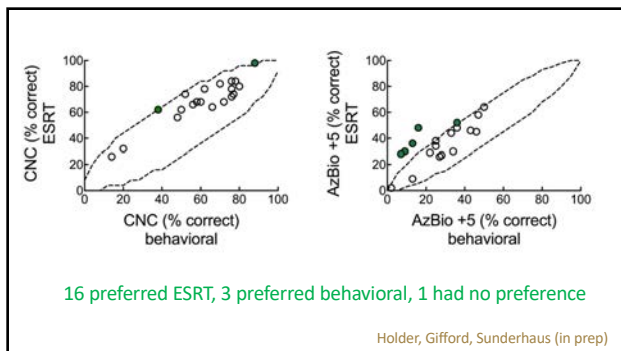 CNC (% correct)
ESRT
100
80
60
40
20
0
0 20 40 60 80 100
CNC (% correct)
behavioral
AzBio +5 (% correct)
ESRT
100
80
60
40
20
0
0 20 40 60 80 100
AzBio +5 (% correct)
behavioral
16 preferred ESRT, 3 preferred behavioral, 1 had no preference
Holder, Gifford, Sunderhaus (in prep)